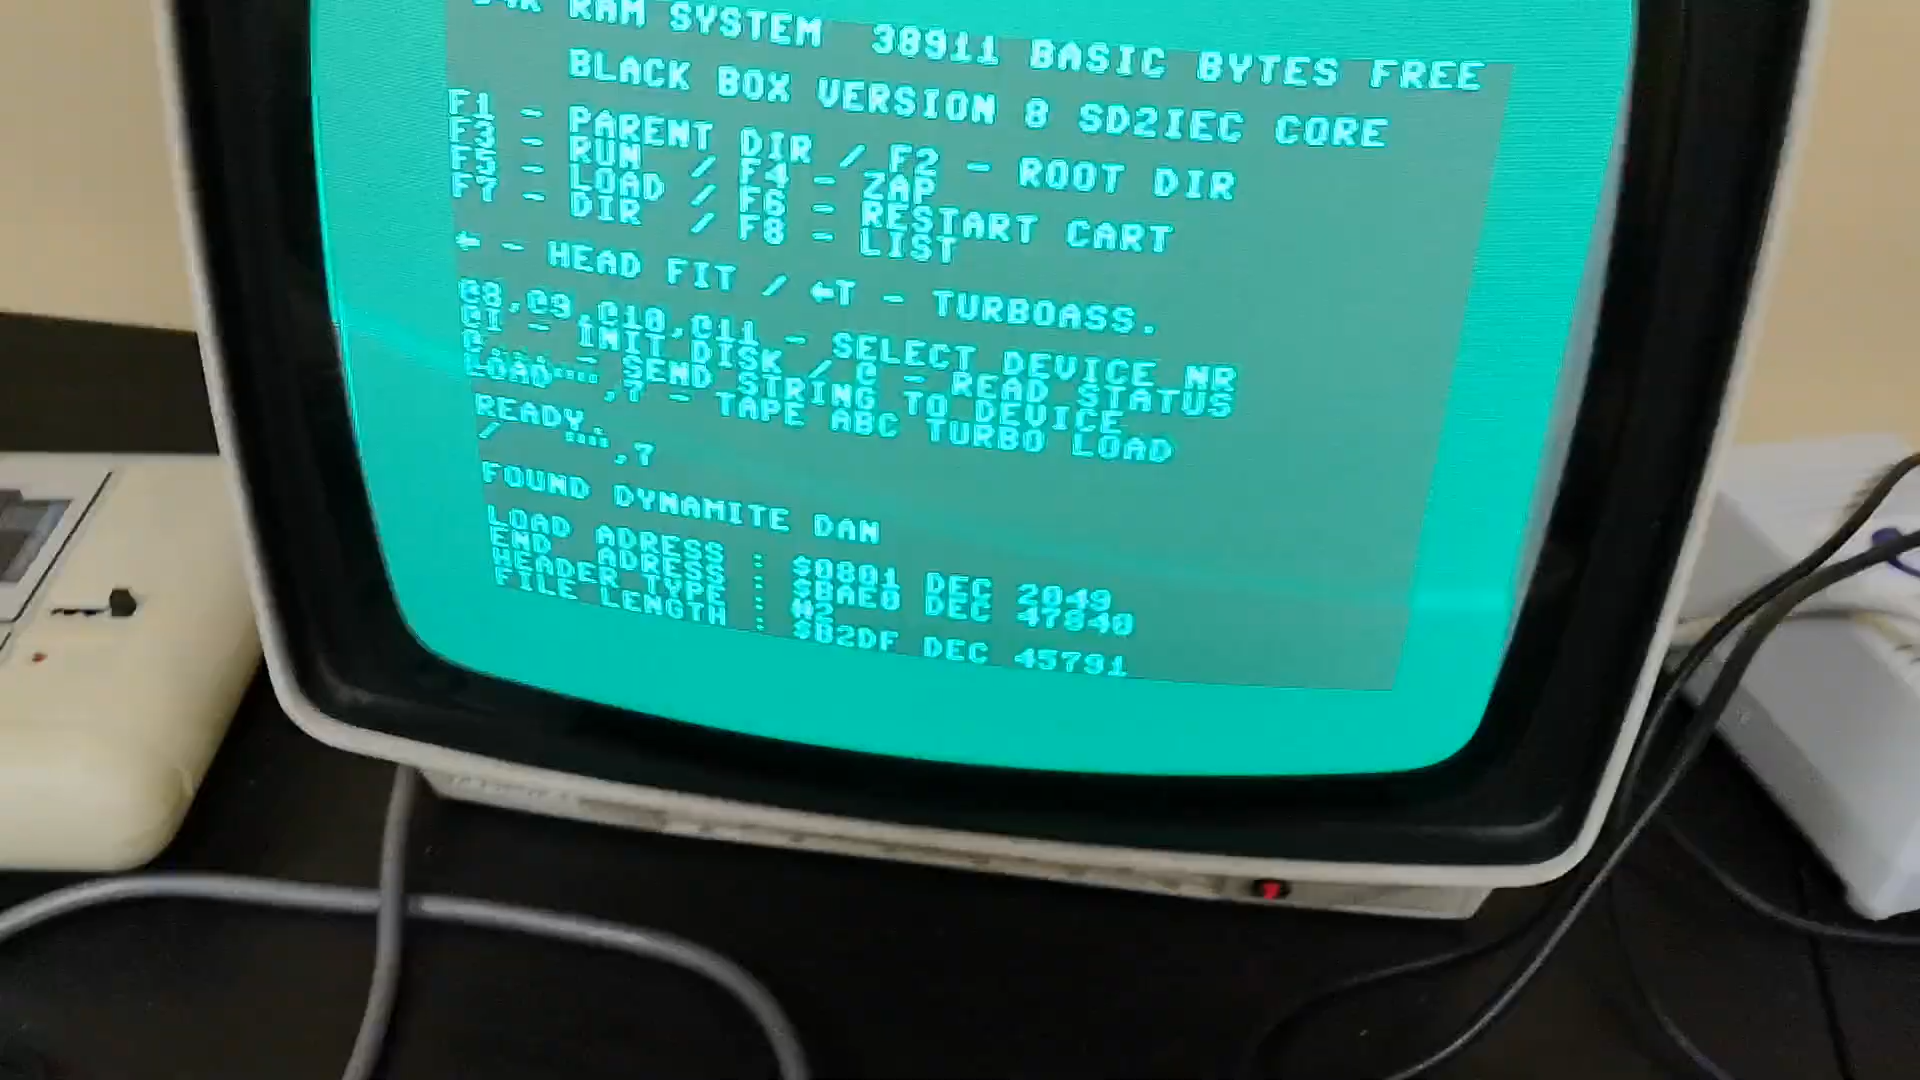 RAM SYSTEM 38911 BASIC BYTES FREE
BLACK BOX VERSION 8 SD2IEC CORE
F1 - PARENT DIR / F2 - ROOT DIR
F3 - RUN / F4 - ZAP
F5 - LOAD / F6 - RESTART CART
F7 - DIR / F8 - LIST
← - HEAD FIT / ←T - TURBOASS.
@8,@9,@10,@11 - SELECT DEVICE NR
@I - INIT DISK / @ - READ STATUS
@.... - SEND STRING TO DEVICE
LOAD"",7 - TAPE ABC TURBO LOAD
READY.
/ "",7
FOUND DYNAMITE DAN
LOAD ADRESS : $0801 DEC 2049
END ADRESS : $BAE0 DEC 47840
HEADER TYPE : #2
FILE LENGTH : $B2DF DEC 45791